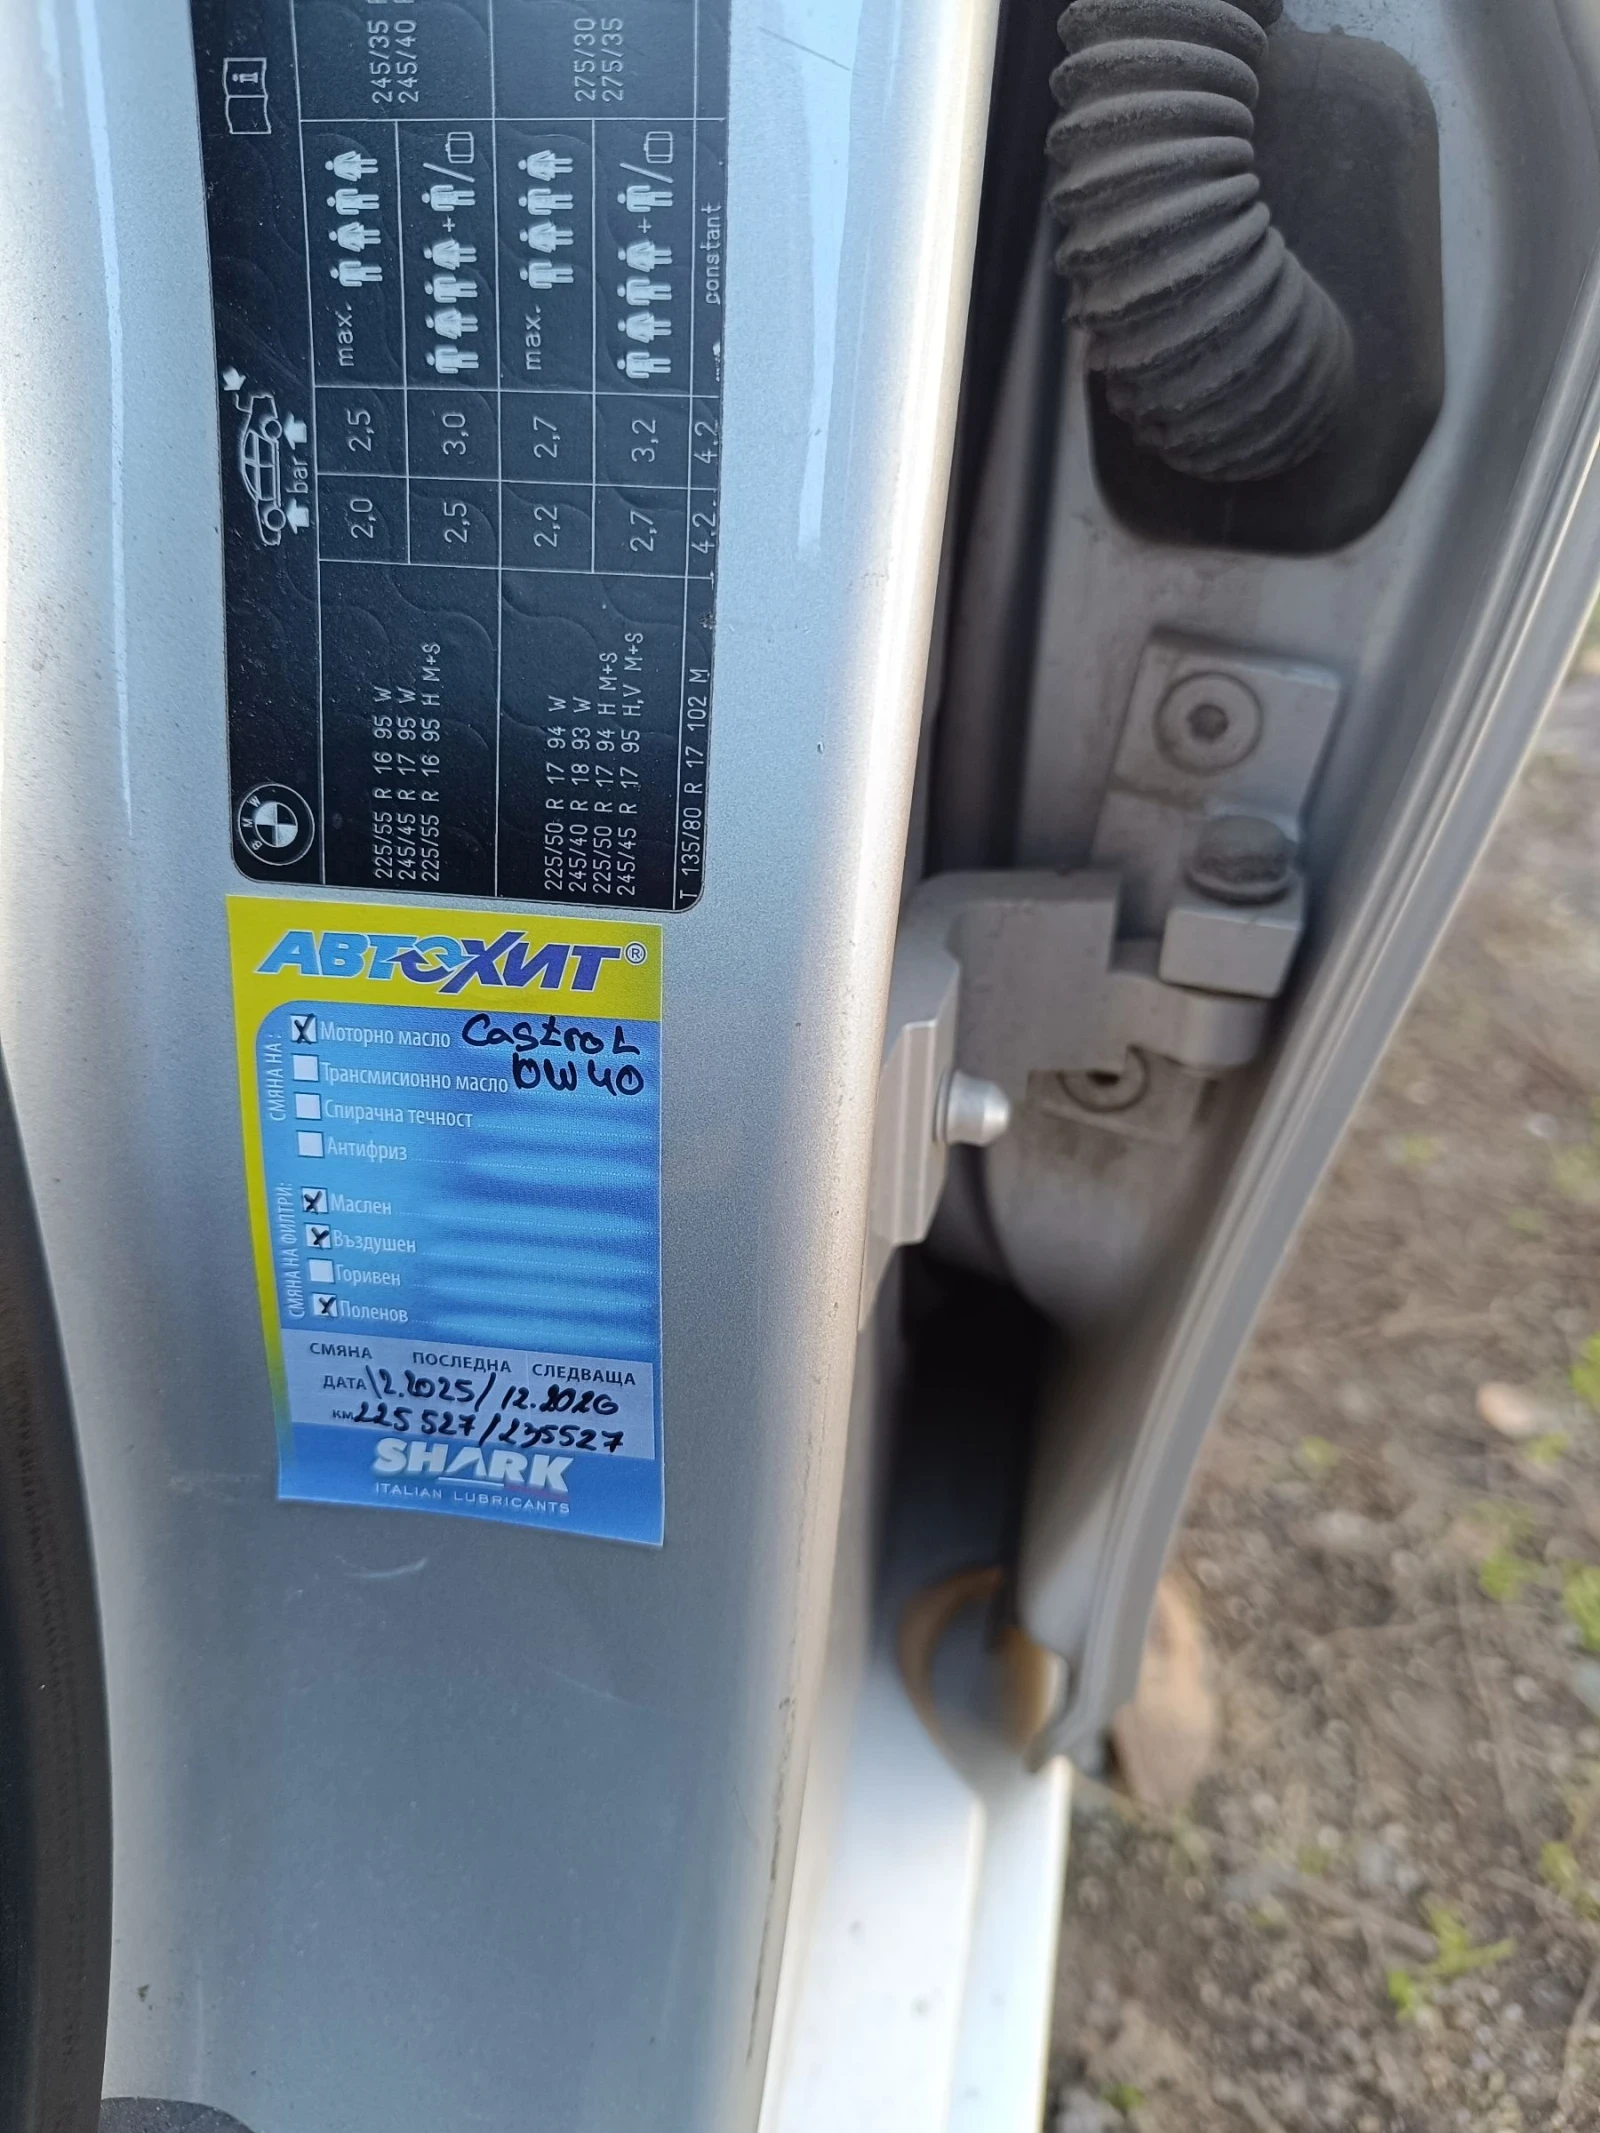 245/35
245/40
275/30
275/35
i
max.
/
+
max.
/
+
constant
bar
2,0 2,5
2,5 3,0
2,2 2,7
2,7 3,2
4,2 4,2
225/55 R 16 95 W
245/45 R 17 95 W
225/55 R 16 95 H M+S
225/50 R 17 94 W
245/40 R 18 93 W
225/50 R 17 94 H M+S
245/45 R 17 95 H,V M+S
T 135/80 R 17 102 M
BMW
АВТОХИТ®
СМЯНА НА:
X Моторно масло Castrol
Трансмисионно масло 0W40
Спирачна течност
Антифриз
СМЯНА НА ФИЛТРИ:
X Маслен
X Въздушен
Горивен
X Поленов
СМЯНА ПОСЛЕДНА СЛЕДВАЩА
ДАТА 12.2025/12.2026
км 225527/235527
SHARK
ITALIAN LUBRICANTS